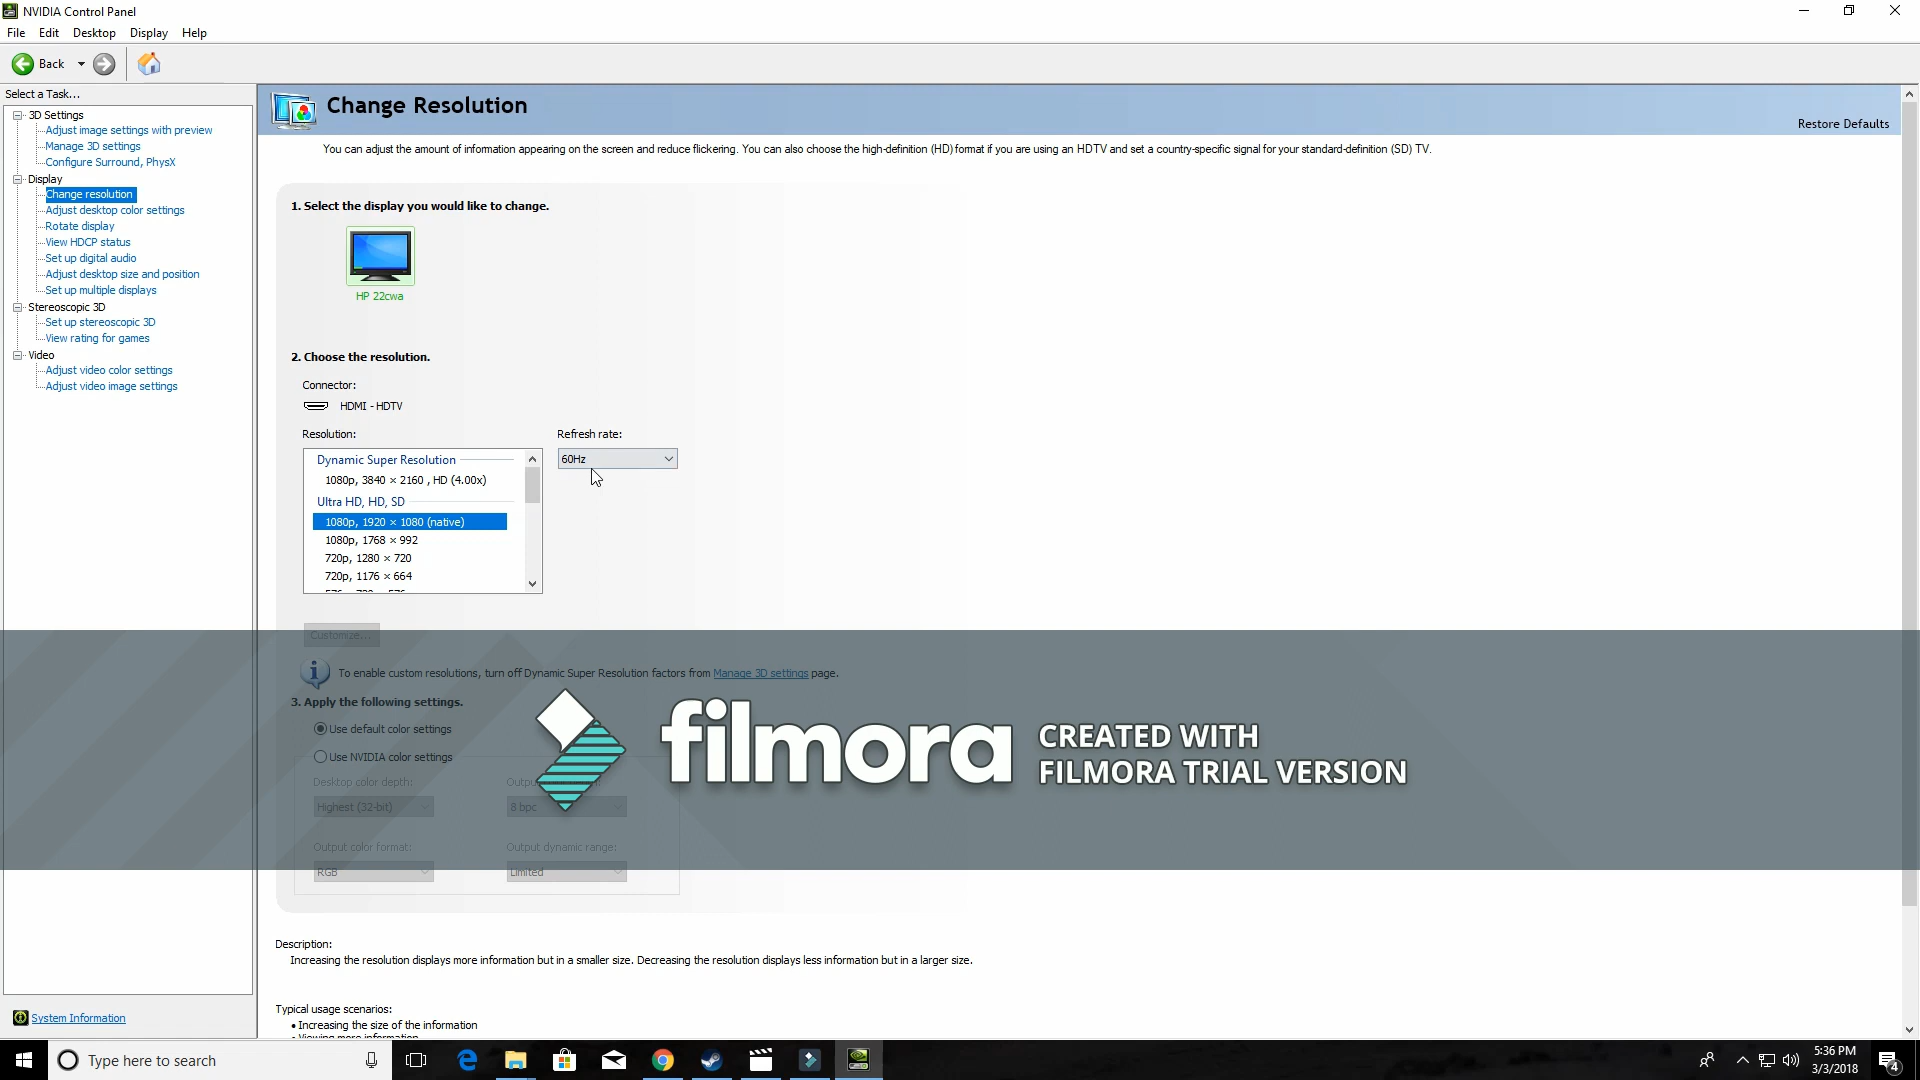 NVIDIA Control Panel
File Edit Desktop Display Help
Back
Select a Task...
3D Settings
Adjust image settings with preview
Manage 3D settings
Configure Surround, PhysX
Display
Change resolution
Adjust desktop color settings
Rotate display
View HDCP status
Set up digital audio
Adjust desktop size and position
Set up multiple displays
Stereoscopic 3D
Set up stereoscopic 3D
View rating for games
Video
Adjust video color settings
Adjust video image settings
System Information
Change Resolution
Restore Defaults
You can adjust the amount of information appearing on the screen and reduce flickering. You can also choose the high-definition (HD) format if you are using an HDTV and set a country-specific signal for your standard-definition (SD) TV.
1. Select the display you would like to change.
HP 22cwa
2. Choose the resolution.
Connector:
HDMI - HDTV
Resolution:
Refresh rate:
60Hz
Dynamic Super Resolution
1080p, 3840 × 2160 , HD (4.00x)
Ultra HD, HD, SD
1080p, 1920 × 1080 (native)
1080p, 1768 × 992
720p, 1280 × 720
720p, 1176 × 664
Customize...
To enable custom resolutions, turn off Dynamic Super Resolution factors from Manage 3D settings page.
3. Apply the following settings.
Use default color settings
Use NVIDIA color settings
Desktop color depth:
Highest (32-bit)
8 bpc
Output color format:
Output dynamic range:
RGB
Limited
filmora
CREATED WITH
FILMORA TRIAL VERSION
Description:
Increasing the resolution displays more information but in a smaller size. Decreasing the resolution displays less information but in a larger size.
Typical usage scenarios:
• Increasing the size of the information
Type here to search
5:36 PM
3/3/2018
4